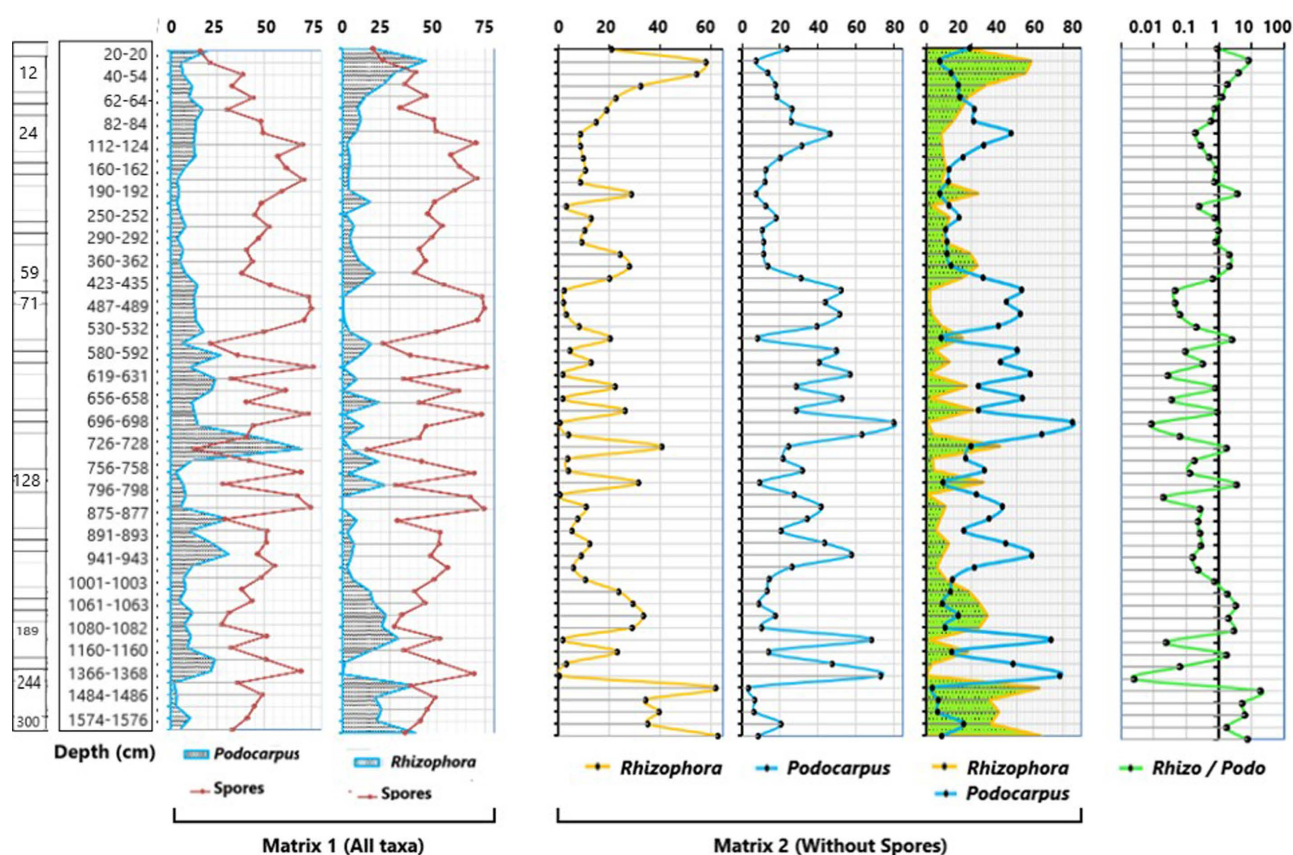 0 25 50 75
0 25 50 75
0 20 40 60
0 20 40 60 80
0 20 40 60 80
0.01 0.1 1 10 100
12
24
59
71
128
189
244
300
20-20
40-54
62-64
82-84
112-124
160-162
190-192
250-252
290-292
360-362
423-435
487-489
530-532
580-592
619-631
656-658
696-698
726-728
756-758
796-798
875-877
891-893
941-943
1001-1003
1061-1063
1080-1082
1160-1160
1366-1368
1484-1486
1574-1576
Depth (cm)
Podocarpus
Spores
Rhizophora
Spores
Rhizophora
Podocarpus
Rhizophora
Podocarpus
Rhizo / Podo
Matrix 1 (All taxa)
Matrix 2 (Without Spores)